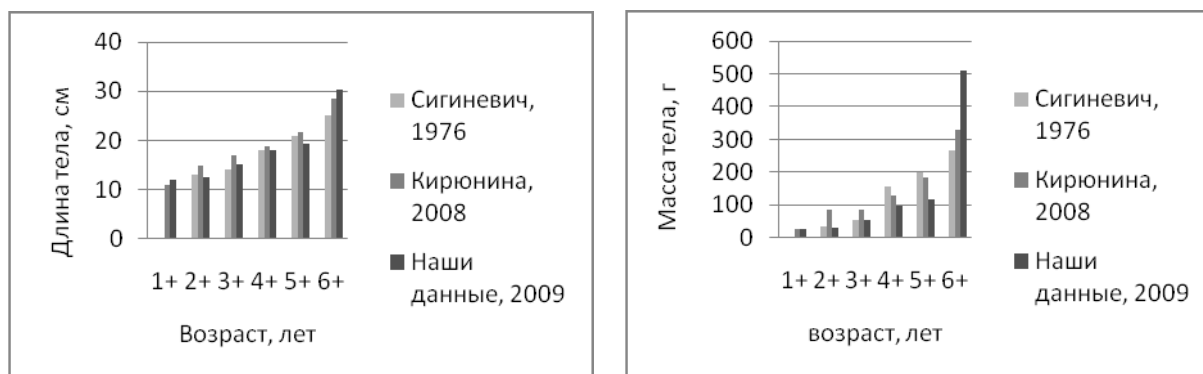 40
30
20
10
0
Длина тела, см
1+ 2+ 3+ 4+ 5+ 6+
Возраст, лет
Сигиневич,
1976
Кирюнина,
2008
Наши
данные, 2009
600
500
400
300
200
100
0
Масса тела, г
1+ 2+ 3+ 4+ 5+ 6+
возраст, лет
Сигиневич,
1976
Кирюнина,
2008
Наши
данные, 2009